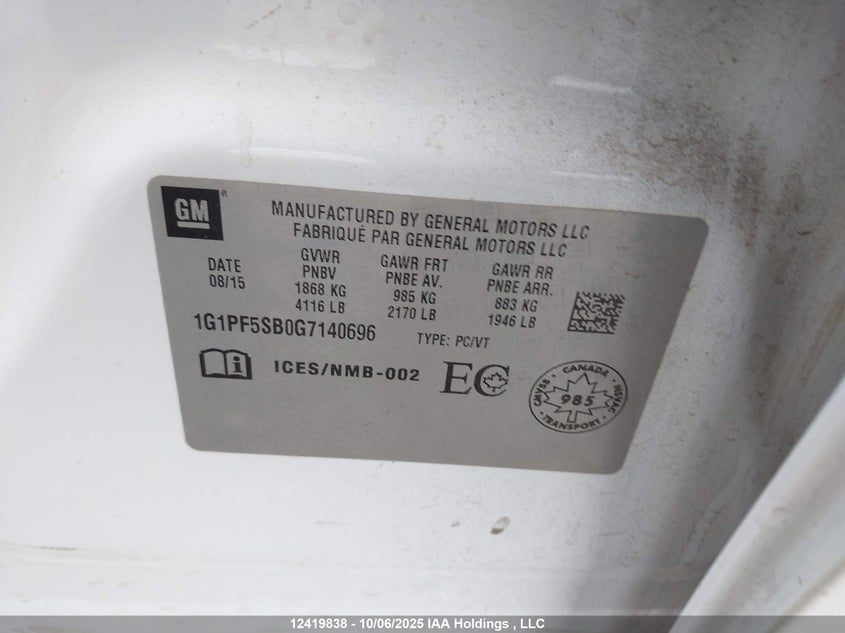 GM
MANUFACTURED BY GENERAL MOTORS LLC
FABRIQUÉ PAR GENERAL MOTORS LLC
DATE
08/15
GVWR
PNBV
1868 KG
4116 LB
GAWR FRT
PNBE AV.
985 KG
2170 LB
GAWR RR
PNBE ARR.
883 KG
1946 LB
1G1PF5SB0G7140696
TYPE: PC/VT
ICES/NMB-002
EC
CANADA
CMVSS
NSVAC
985
TRANSPORT
12419838 - 10/06/2025 IAA Holdings , LLC